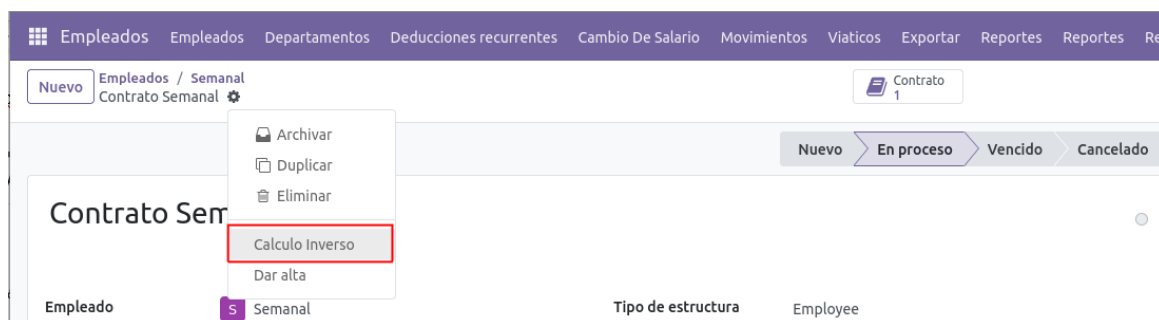 Empleados Empleados Departamentos Deducciones recurrentes Cambio De Salario Movimientos Viaticos Exportar Reportes Reportes
Nuevo Empleados / Semanal Contrato
Contrato Semanal 1
Archivar
Nuevo En proceso Vencido Cancelado
Duplicar
Eliminar
Contrato Sem
Calculo Inverso
Dar alta
Empleado S Semanal Tipo de estructura Employee